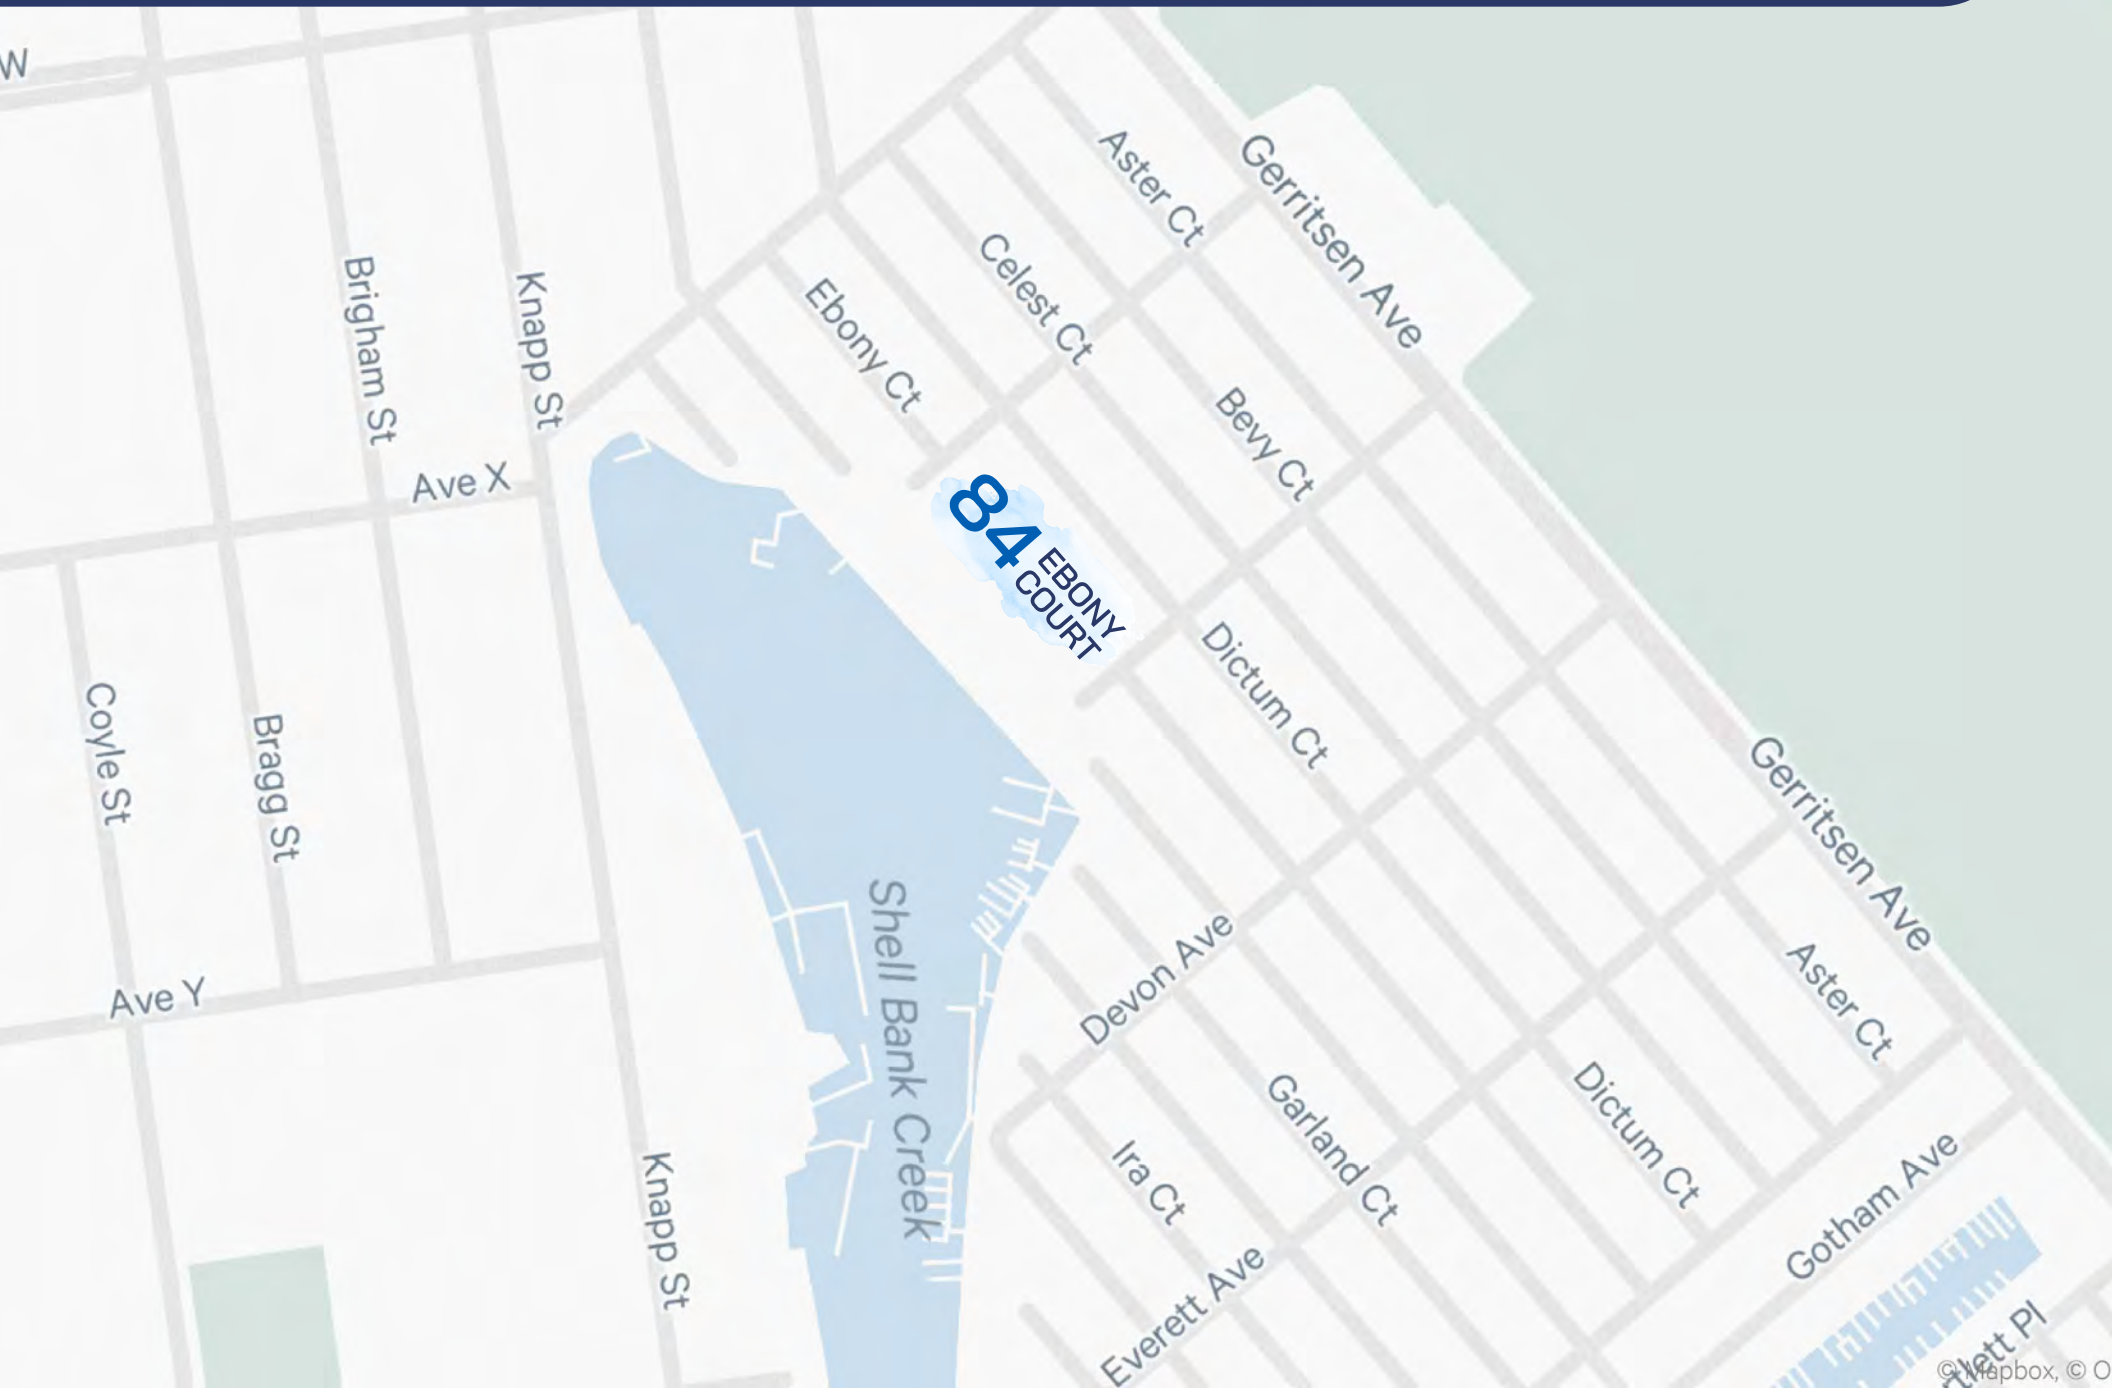 W
Aster Ct
Gerritsen Ave
Celest Ct
Brigham St
Knapp St
Ebony Ct
Bevy Ct
Ave X
84
EBONY
COURT
Dictum Ct
Coyle St
Bragg St
Gerritsen Ave
Shell Bank Creek
Devon Ave
Aster Ct
Ave Y
Dictum Ct
Garland Ct
Ira Ct
Gotham Ave
Knapp St
Everett Ave
lett Pl
© Mapbox, © O